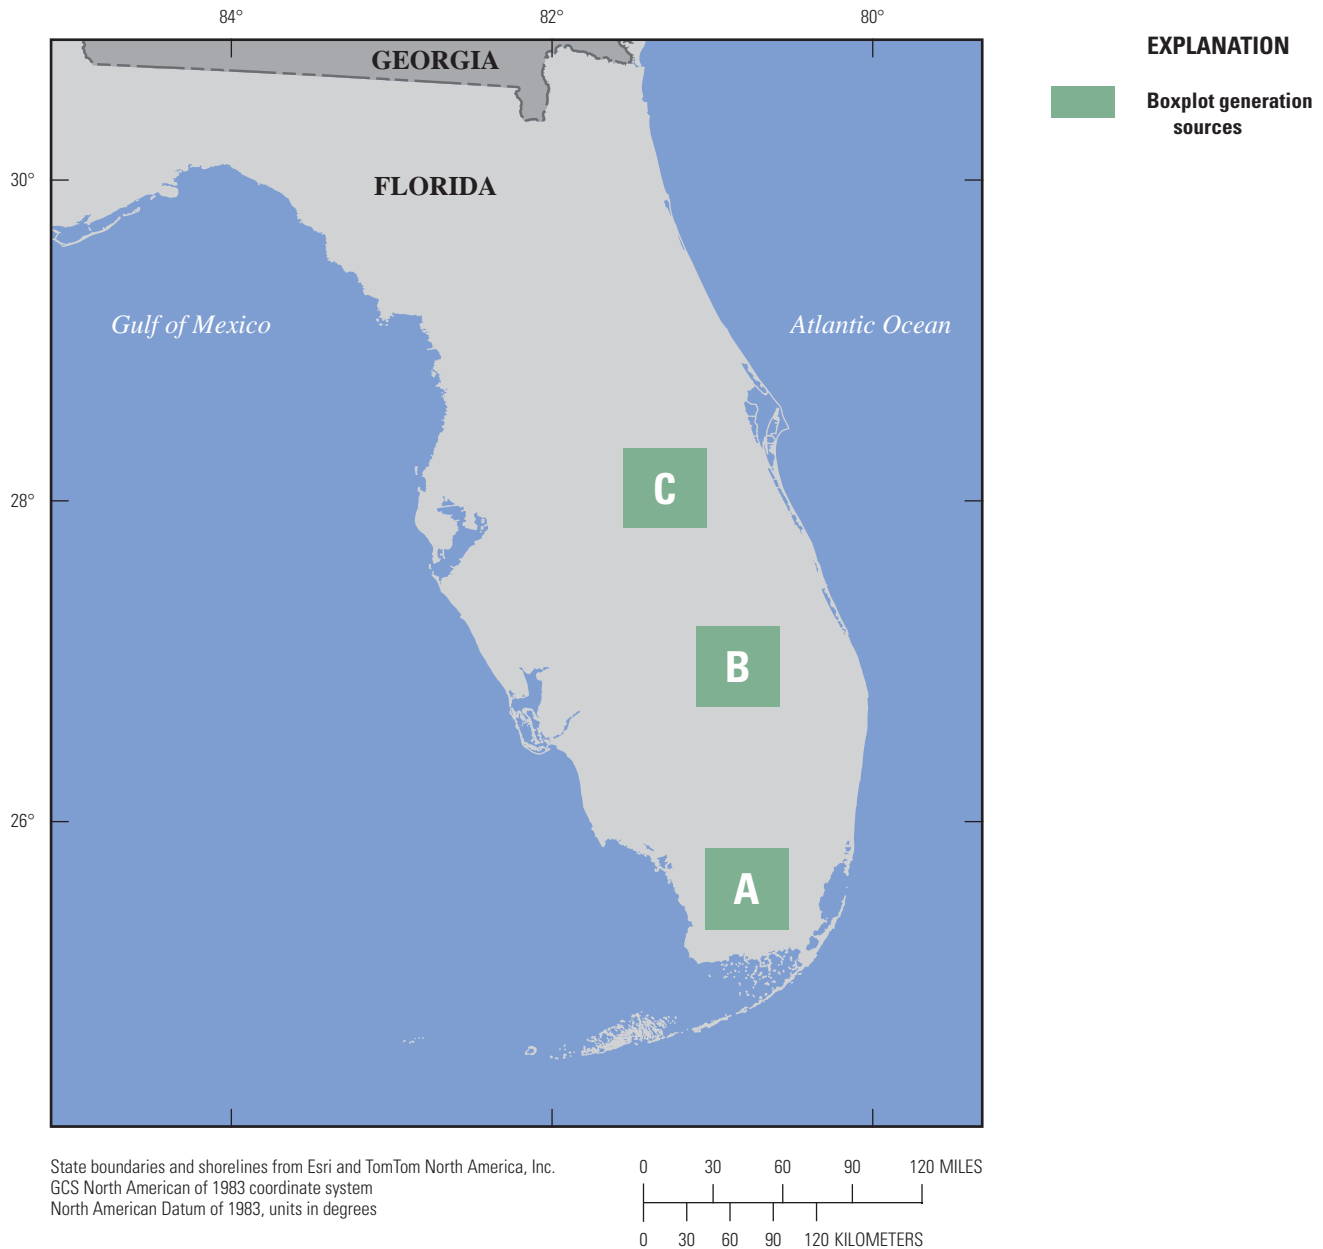 84°
82°
80°
GEORGIA
FLORIDA
30°
Gulf of Mexico
Atlantic Ocean
28°
C
B
26°
A
EXPLANATION
Boxplot generation
sources
State boundaries and shorelines from Esri and TomTom North America, Inc.
GCS North American of 1983 coordinate system
North American Datum of 1983, units in degrees
0 30 60 90 120 MILES
0 30 60 90 120 KILOMETERS